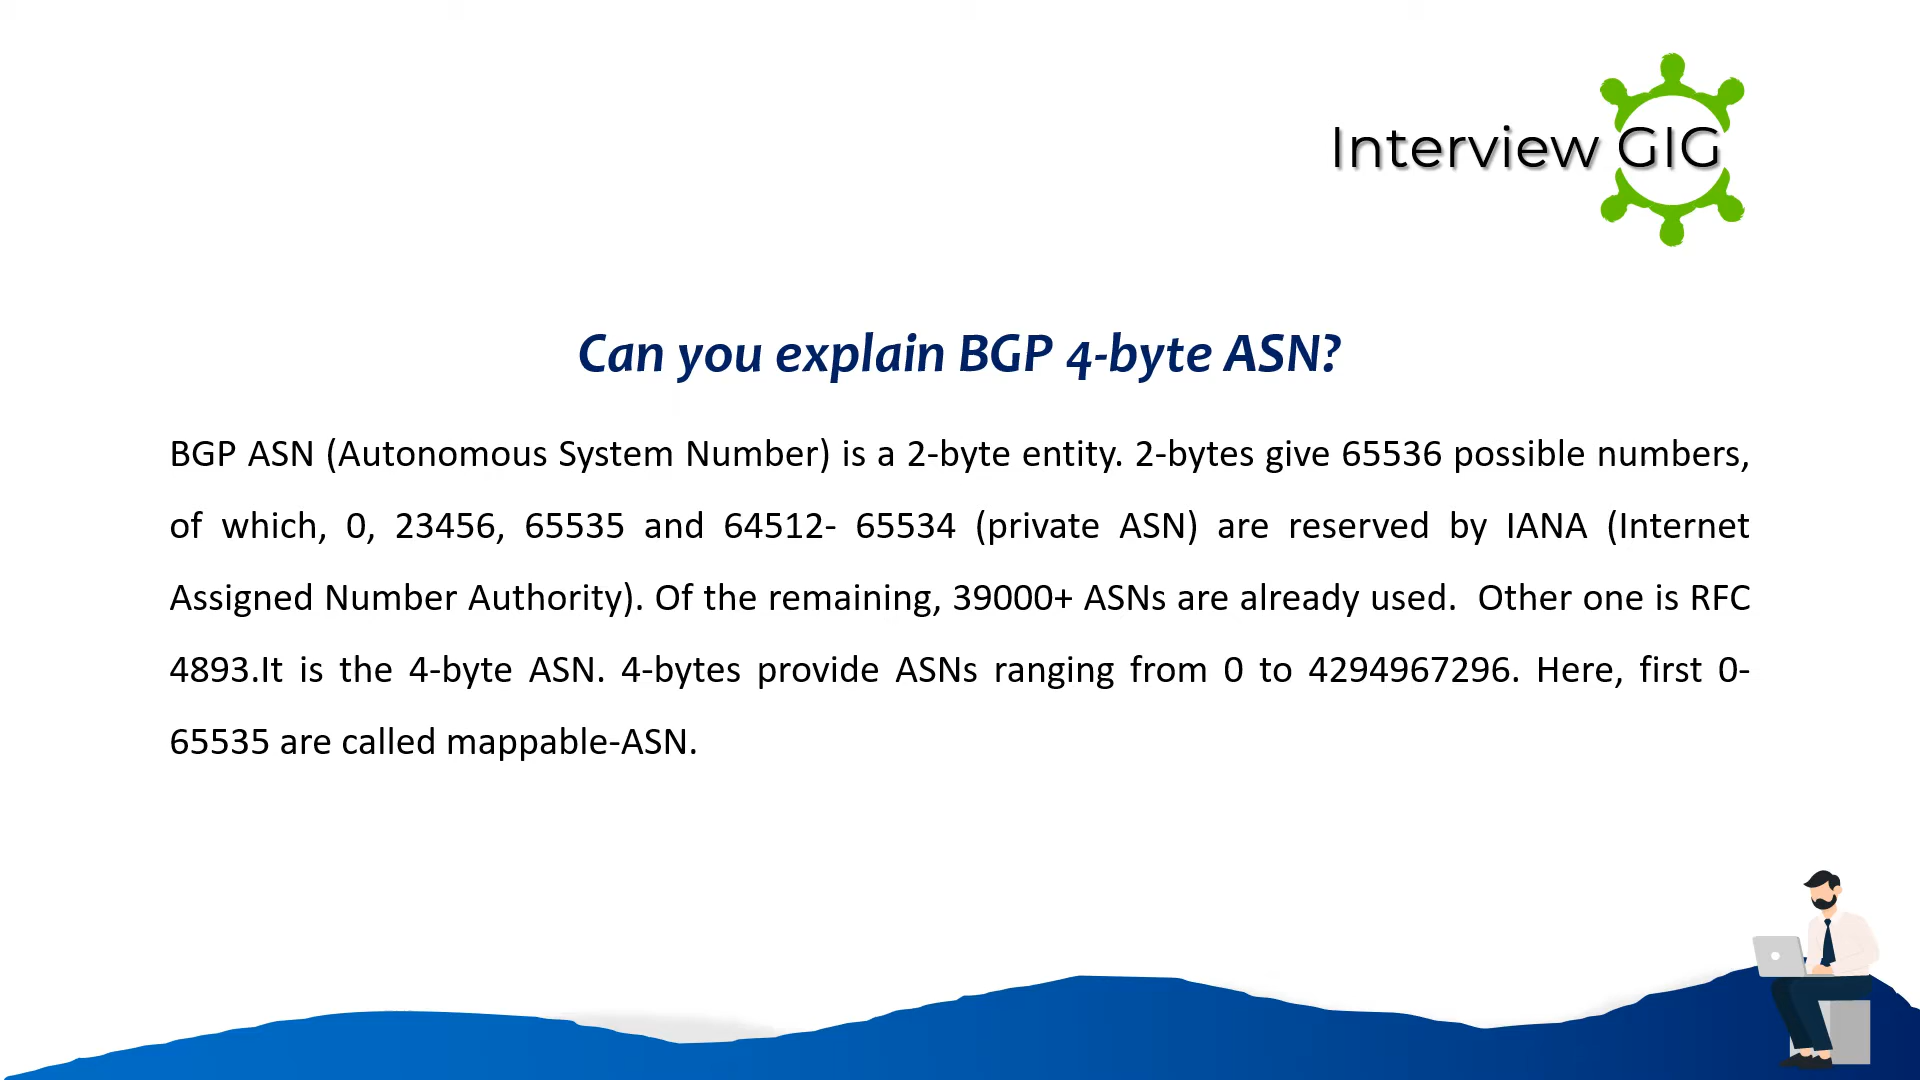 Interview GIG
Can you explain BGP 4-byte ASN?
BGP ASN (Autonomous System Number) is a 2-byte entity. 2-bytes give 65536 possible numbers,
of which, 0, 23456, 65535 and 64512- 65534 (private ASN) are reserved by IANA (Internet
Assigned Number Authority). Of the remaining, 39000+ ASNs are already used.  Other one is RFC
4893.It is the 4-byte ASN. 4-bytes provide ASNs ranging from 0 to 4294967296. Here, first 0-
65535 are called mappable-ASN.